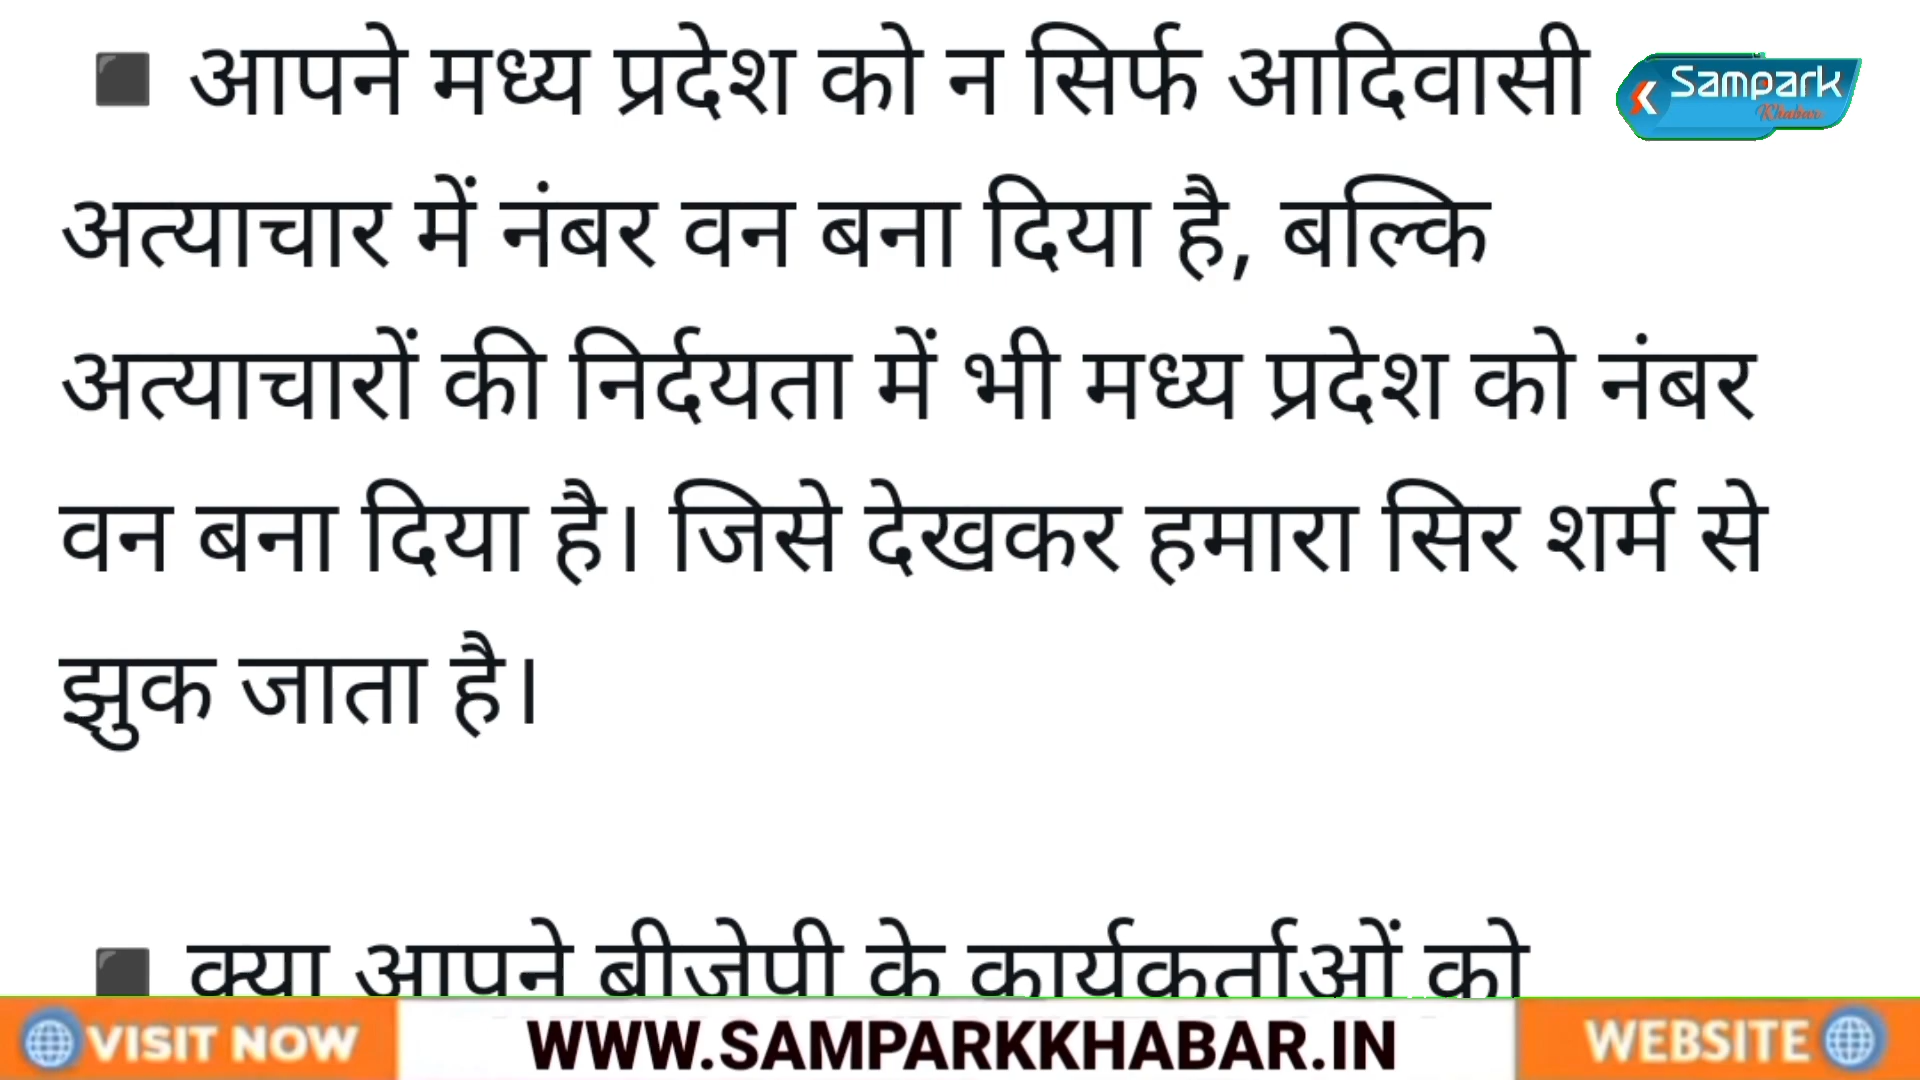 ◾ आपने मध्य प्रदेश को न सिर्फ आदिवासी
Sampark
Khabar
अत्याचार में नंबर वन बना दिया है, बल्कि
अत्याचारों की निर्दयता में भी मध्य प्रदेश को नंबर
वन बना दिया है। जिसे देखकर हमारा सिर शर्म से
झुक जाता है।
◾ क्या आपने बीजेपी के कार्यकर्ताओं को
VISIT NOW
WWW.SAMPARKKHABAR.IN
WEBSITE